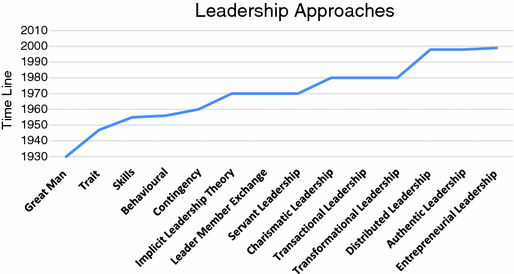 Leadership Approaches
Time Line
2010
2000
1990
1980
1970
1960
1950
1940
1930
Great Man
Trait
Skills
Behavioural
Contingency
Implicit Leadership Theory
Leader Member Exchange
Servant Leadership
Charismatic Leadership
Transactional Leadership
Transformational Leadership
Distributed Leadership
Authentic Leadership
Entrepreneurial Leadership